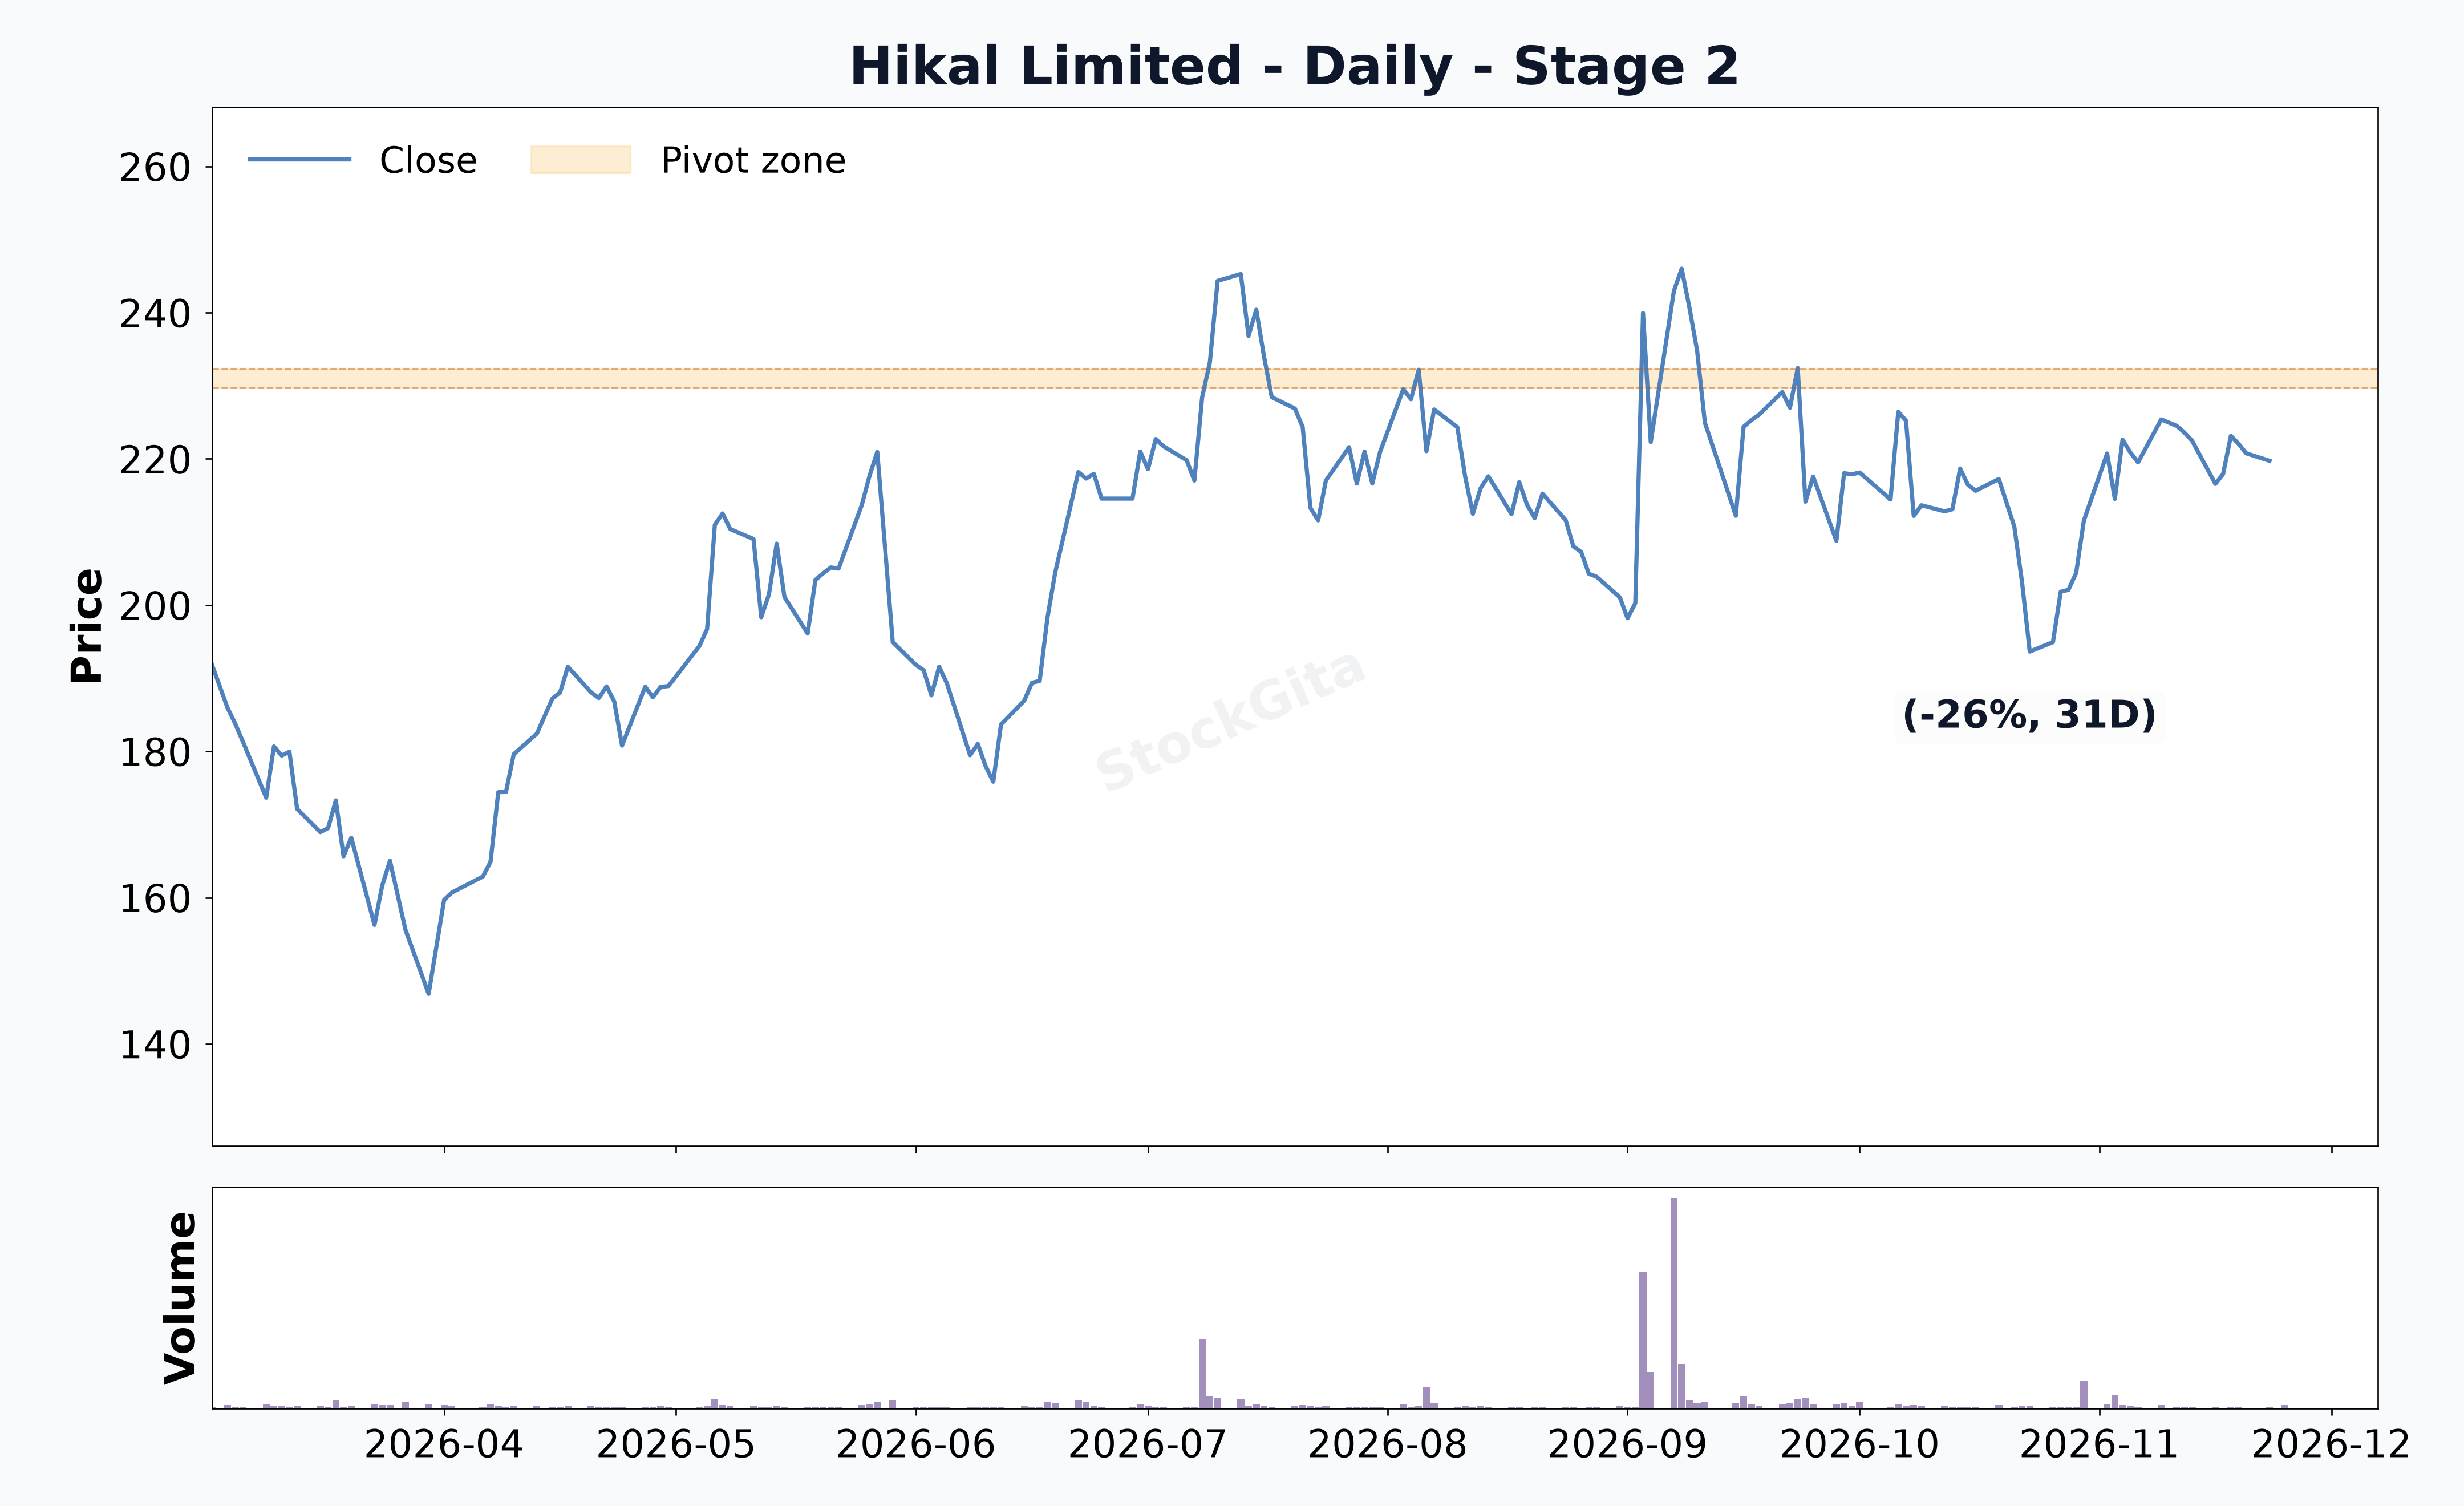 Hikal Limited - Daily - Stage 2
Close
Pivot zone
260
240
220
200
180
160
140
Price
StockGita
(-26%, 31D)
Volume
2026-04
2026-05
2026-06
2026-07
2026-08
2026-09
2026-10
2026-11
2026-12